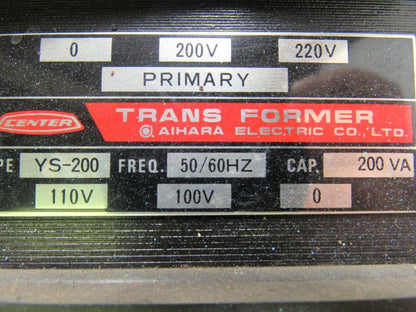 0 200V 220V
PRIMARY
CENTER TRANS FORMER
AIHARA ELECTRIC CO., LTD.
PE YS-200 FREQ. 50/60HZ CAP. 200 VA
110V 100V 0